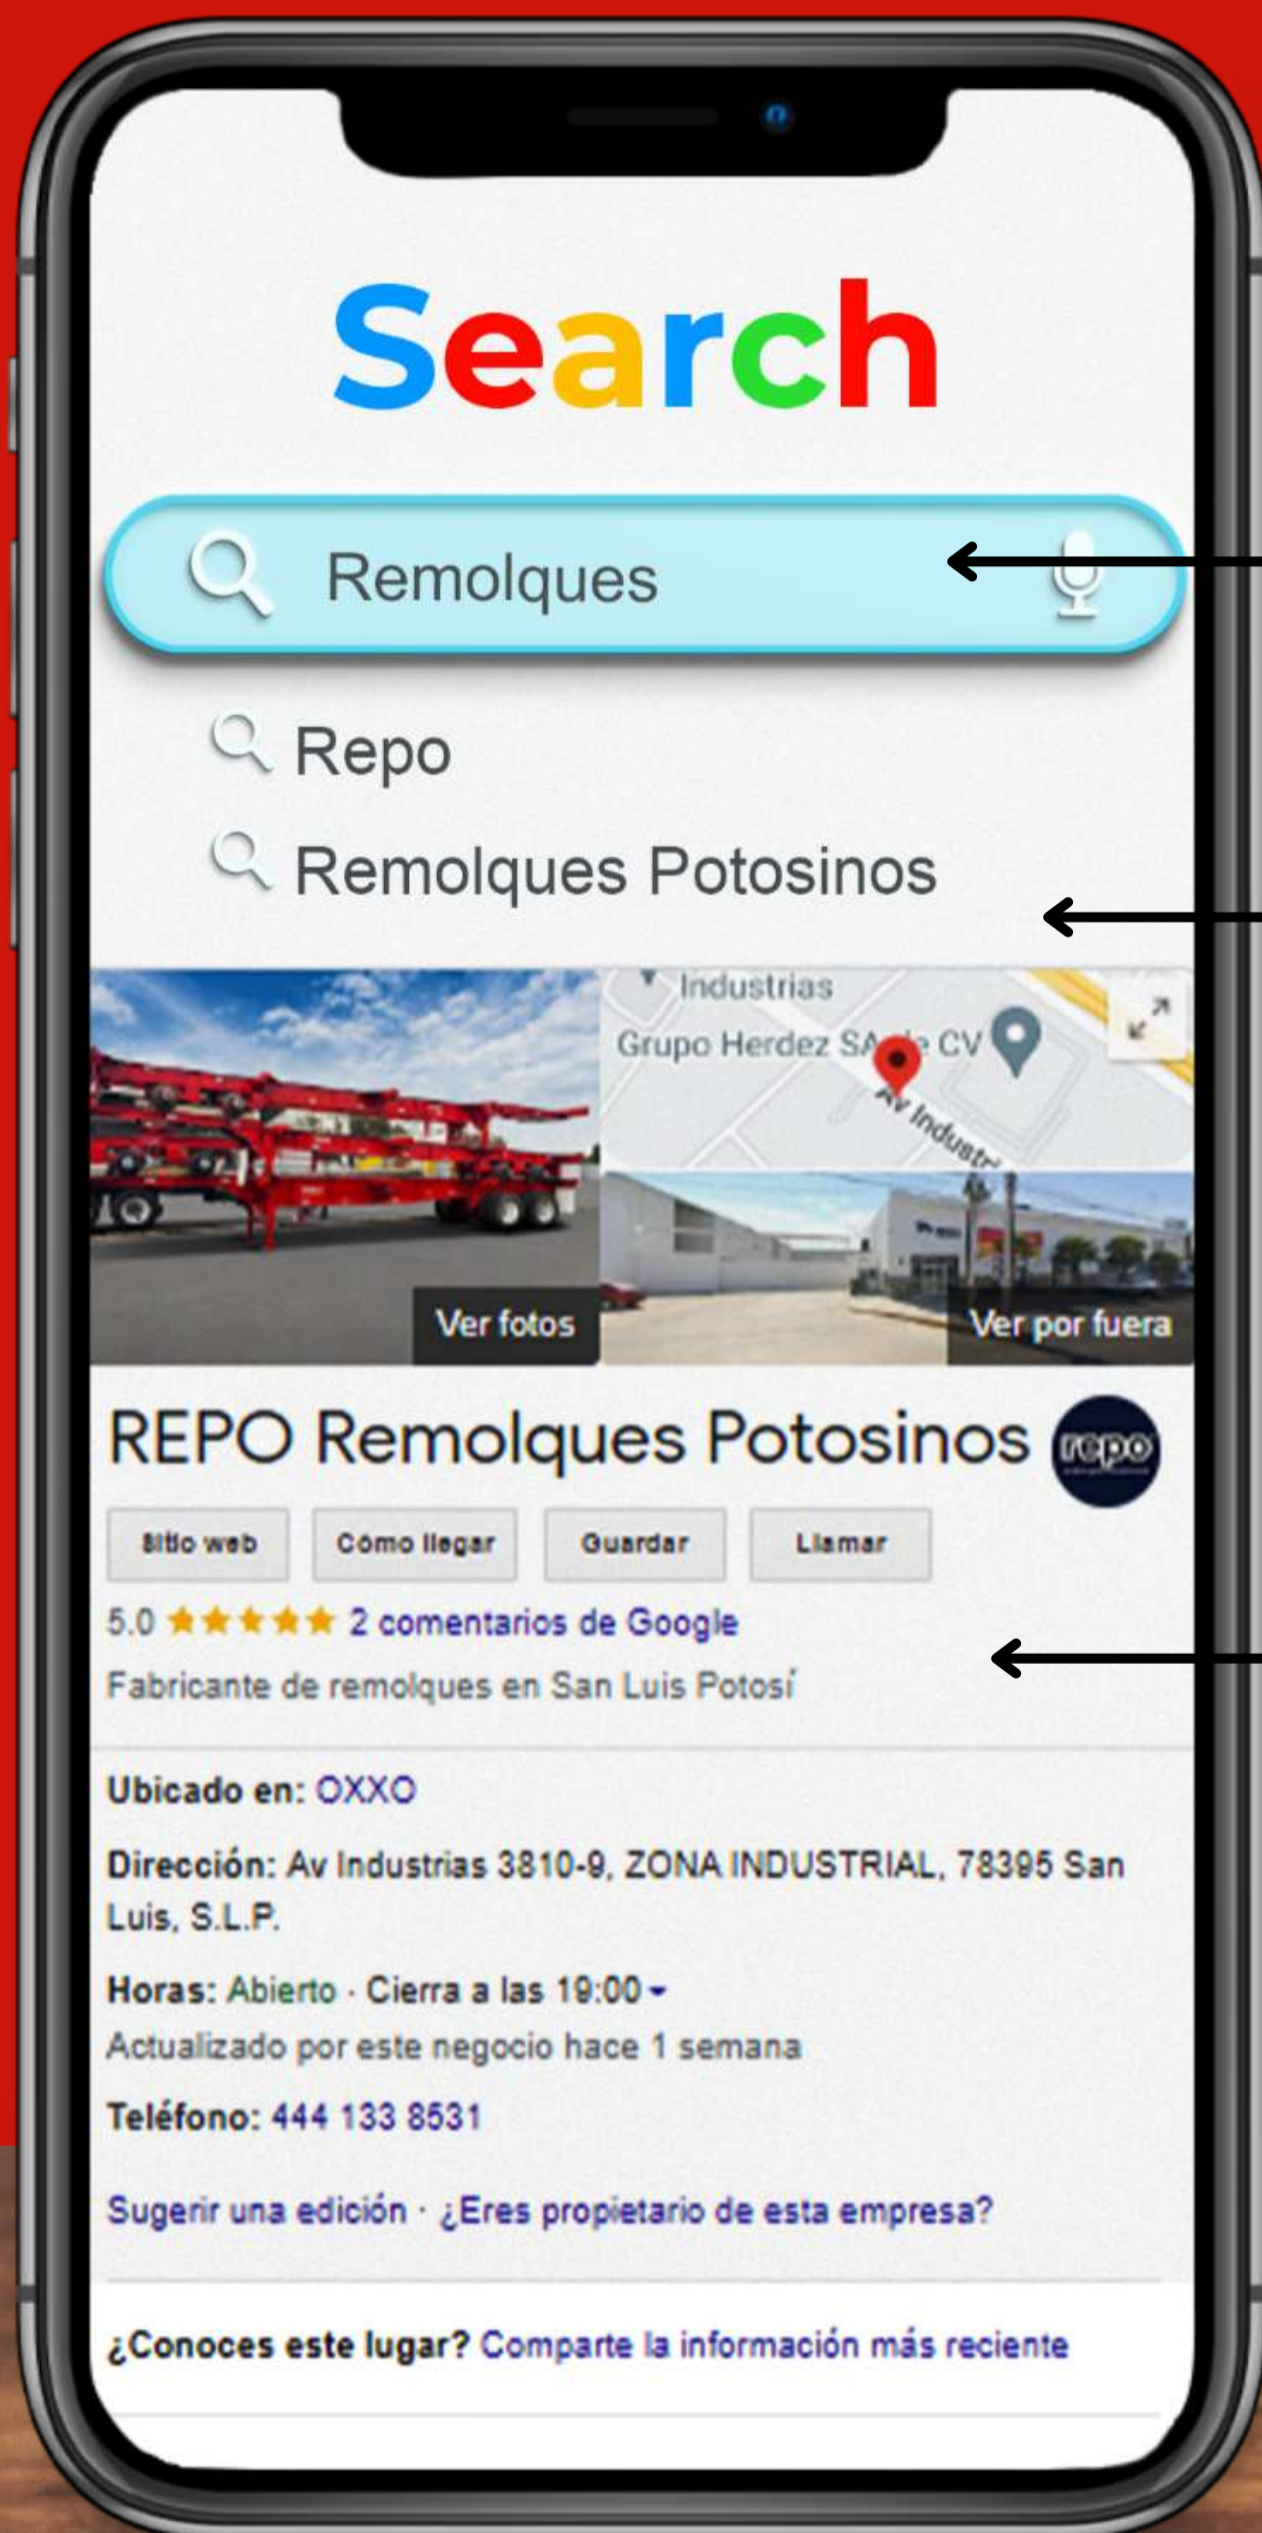 Search
Remolques
Repo
Remolques Potosinos
Industrias
Grupo Herdez SA de CV
Av Industri
Ver fotos
Ver por fuera
REPO Remolques Potosinos
repo
Sitio web
Cómo llegar
Guardar
Llamar
5.0 ★★★★★ 2 comentarios de Google
Fabricante de remolques en San Luis Potosí
Ubicado en: OXXO
Dirección: Av Industrias 3810-9, ZONA INDUSTRIAL, 78395 San
Luis, S.L.P.
Horas: Abierto · Cierra a las 19:00
Actualizado por este negocio hace 1 semana
Teléfono: 444 133 8531
Sugerir una edición · ¿Eres propietario de esta empresa?
¿Conoces este lugar? Comparte la información más reciente